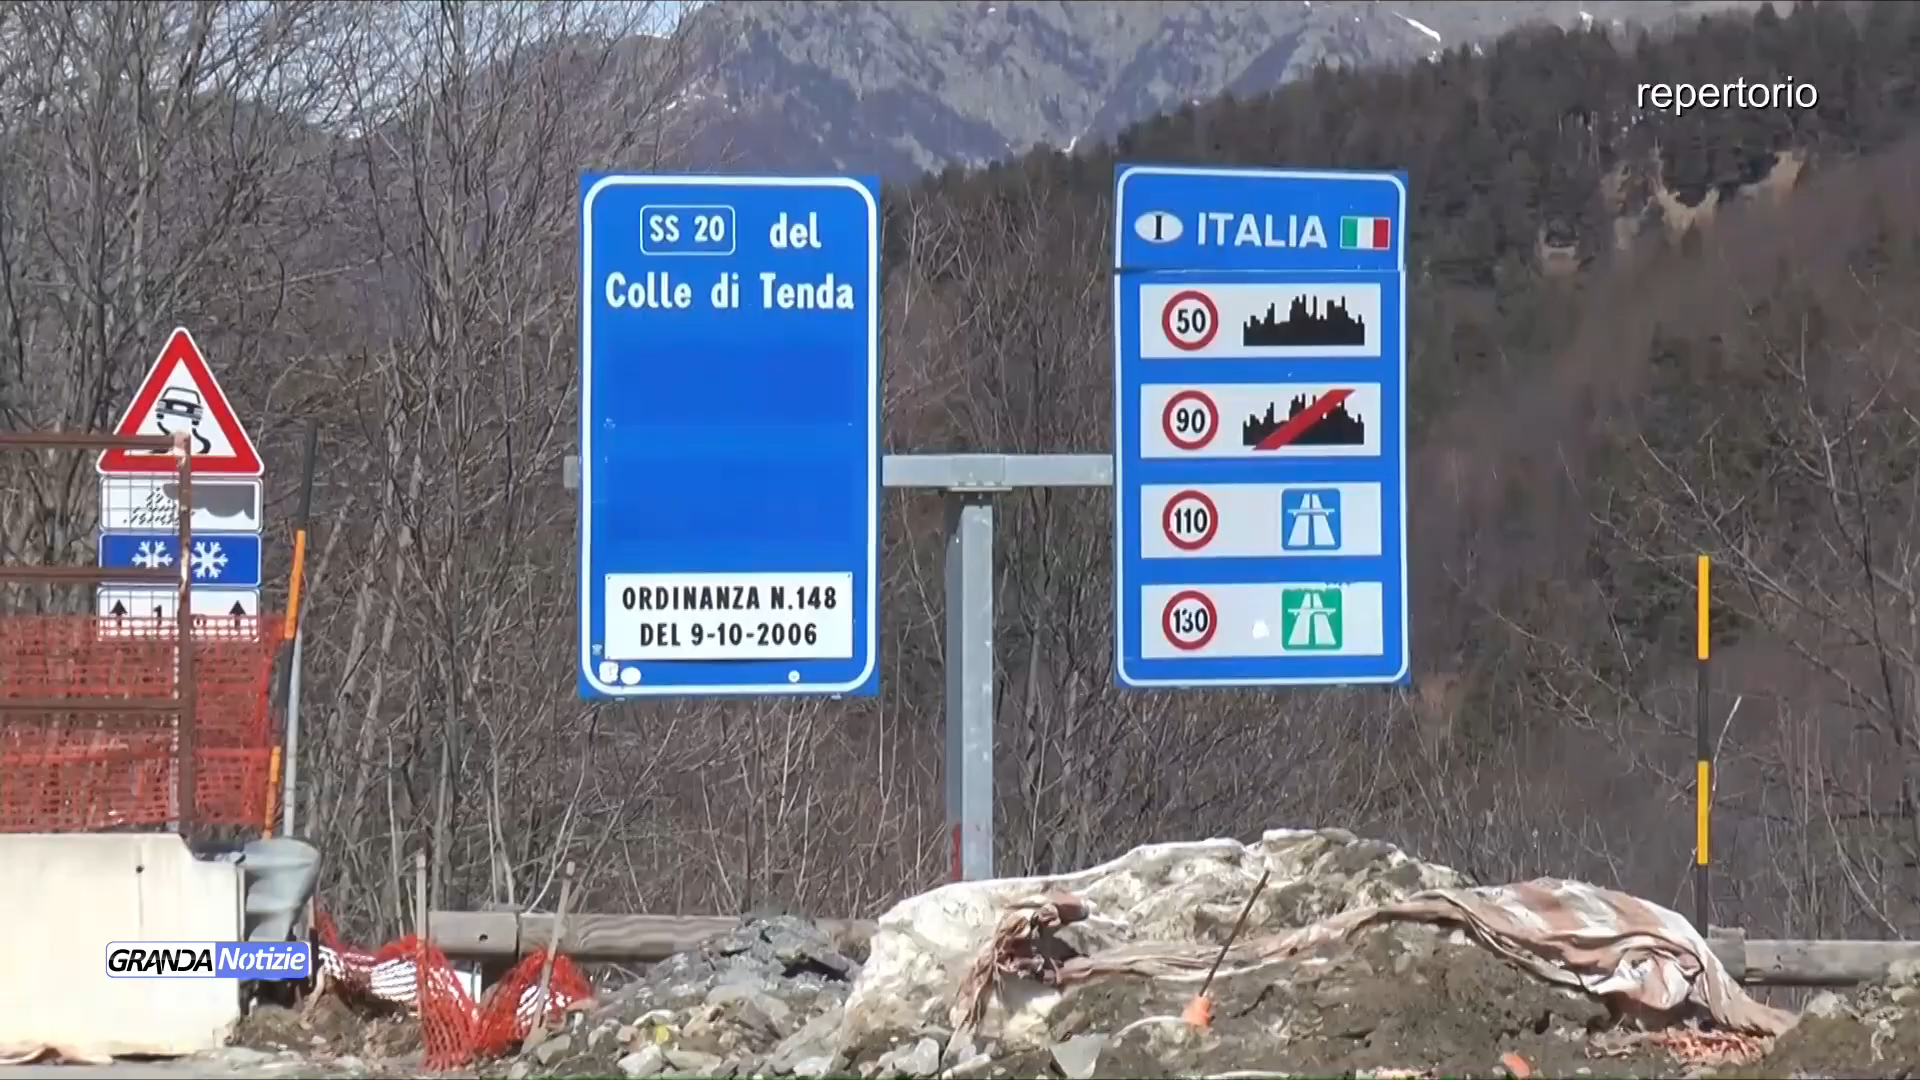 repertorio
SS 20 del
Colle di Tenda
ORDINANZA N.148
DEL 9-10-2006
I ITALIA
50
90
110
130
GRANDA Notizie